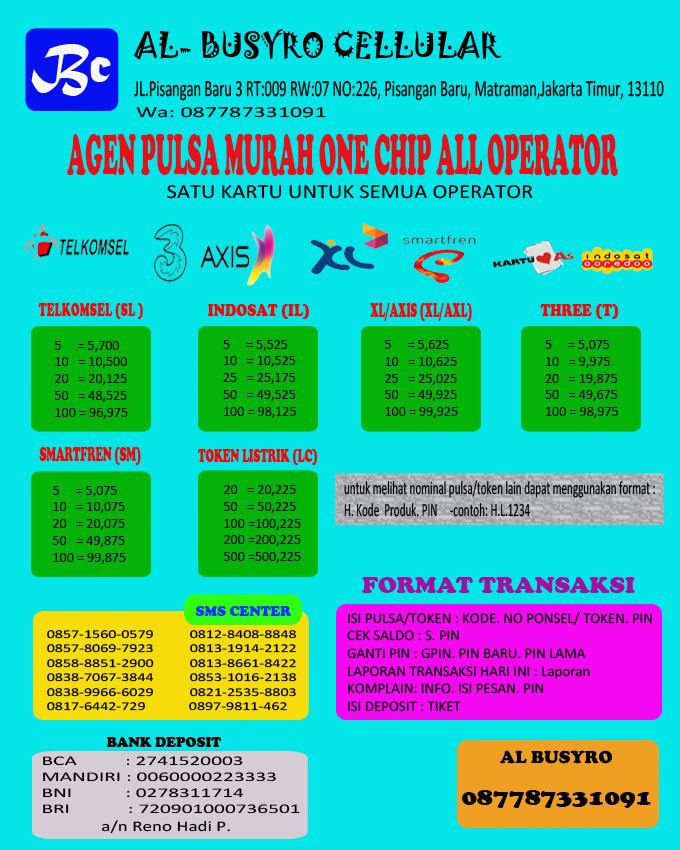 JBc
AL- BUSYRO CELLULAR
JL.Pisangan Baru 3 RT:009 RW:07 NO:226, Pisangan Baru, Matraman,Jakarta Timur, 13110
Wa: 087787331091
AGEN PULSA MURAH ONE CHIP ALL OPERATOR
SATU KARTU UNTUK SEMUA OPERATOR
TELKOMSEL
3
AXIS
XL
smartfren
KARTU AS
indosat
ooredoo
TELKOMSEL (SL )
5 = 5,700
10 = 10,500
20 = 20,125
50 = 48,525
100 = 96,975
INDOSAT (IL)
5 = 5,525
10 = 10,525
25 = 25,175
50 = 49,525
100 = 98,125
XL/AXIS (XL/AXL)
5 = 5,625
10 = 10,625
25 = 25,025
50 = 49,925
100 = 99,925
THREE (T)
5 = 5,075
10 = 9,975
20 = 19,875
50 = 49,675
100 = 98,975
SMARTFREN (SM)
5 = 5,075
10 = 10,075
20 = 20,075
50 = 49,875
100 = 99,875
TOKEN LISTRIK (LC)
20 = 20,225
50 = 50,225
100 =100,225
200 =200,225
500 =500,225
untuk melihat nominal pulsa/token lain dapat menggunakan format :
H. Kode Produk. PIN -contoh: H.L.1234
SMS CENTER
0857-1560-0579 0812-8408-8848
0857-8069-7923 0813-1914-2122
0858-8851-2900 0813-8661-8422
0838-7067-3844 0853-1016-2138
0838-9966-6029 0821-2535-8803
0817-6442-729 0897-9811-462
FORMAT TRANSAKSI
ISI PULSA/TOKEN : KODE. NO PONSEL/ TOKEN. PIN
CEK SALDO : S. PIN
GANTI PIN : GPIN. PIN BARU. PIN LAMA
LAPORAN TRANSAKSI HARI INI : Laporan
KOMPLAIN: INFO. ISI PESAN. PIN
ISI DEPOSIT : TIKET
BANK DEPOSIT
BCA : 2741520003
MANDIRI : 0060000223333
BNI : 0278311714
BRI : 720901000736501
a/n Reno Hadi P.
AL BUSYRO
087787331091